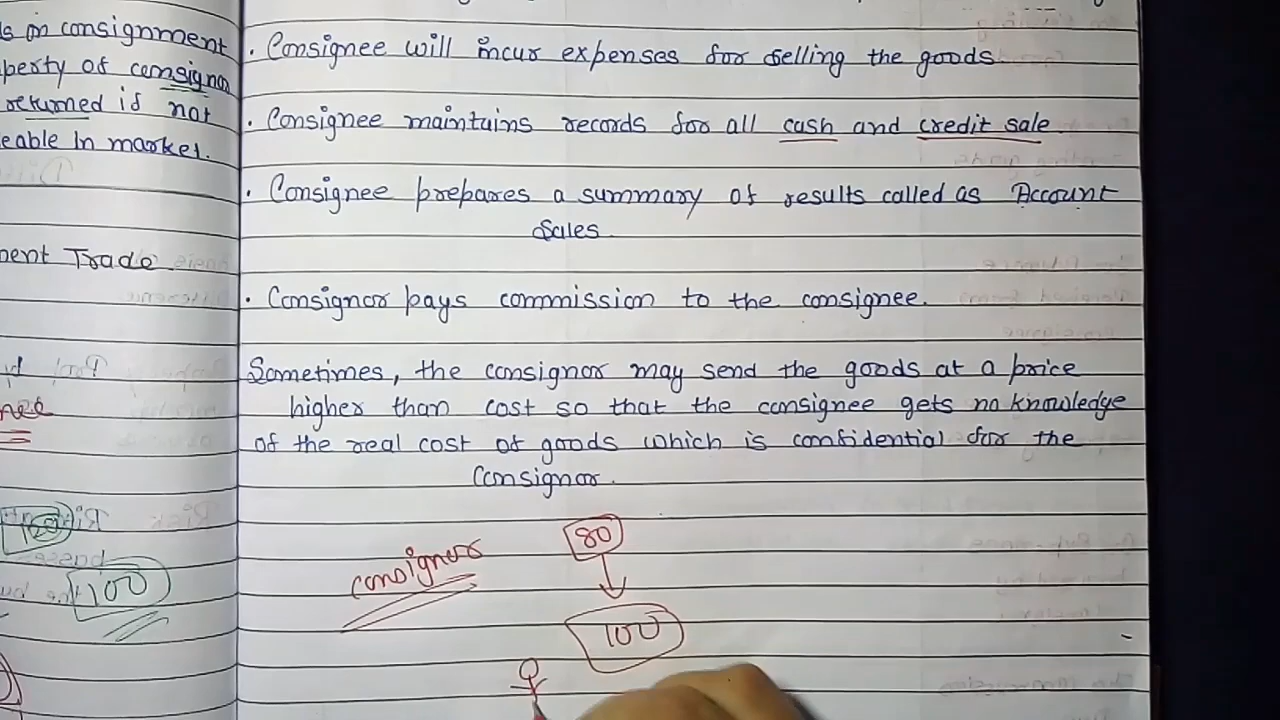 s on consignment
perty of consigno
returned is not
eable in market.
nent Trade
nee
100
100
. Consignee will incur expenses for selling the goods
. Consignee maintains records for all cash and credit sale.
. Consignee prepares a summary of results called as Account
Sales.
. Consignor pays commission to the consignee.
Sometimes, the consignor may send the goods at a price
higher than cost so that the consignee gets no knowledge
of the real cost of goods which is confidential for the
Consignor.
consignor
80
100